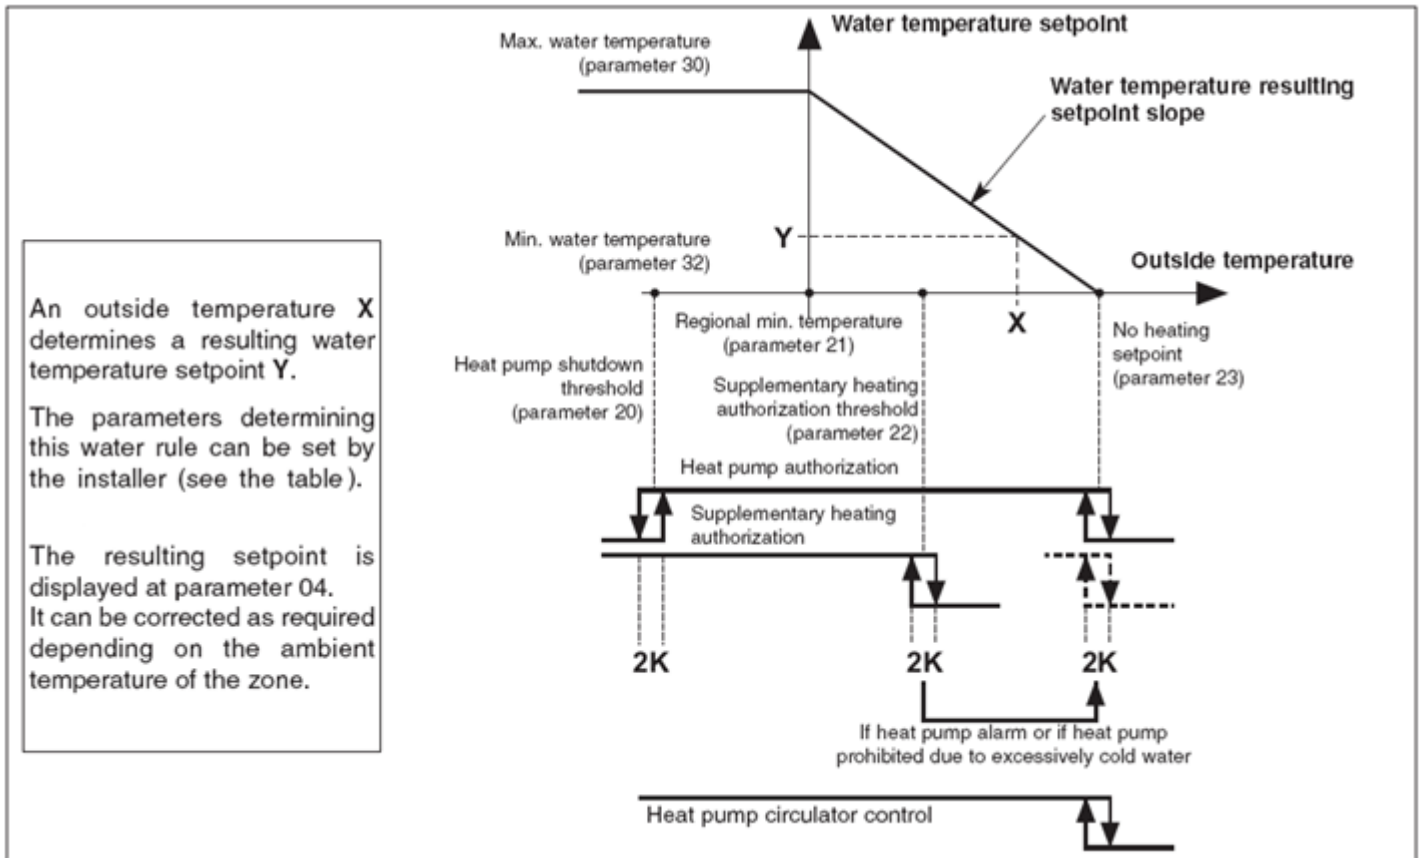 Water temperature setpoint
Max. water temperature
(parameter 30)
Water temperature resulting
setpoint slope
Min. water temperature
(parameter 32)
Y
Outside temperature
X
Regional min. temperature
(parameter 21)
No heating
setpoint
(parameter 23)
Heat pump shutdown
threshold
(parameter 20)
Supplementary heating
authorization threshold
(parameter 22)
Heat pump authorization
Supplementary heating
authorization
2K
2K
2K
If heat pump alarm or if heat pump
prohibited due to excessively cold water
Heat pump circulator control
An outside temperature X
determines a resulting water
temperature setpoint Y.
The parameters determining
this water rule can be set by
the installer (see the table).
The resulting setpoint is
displayed at parameter 04.
It can be corrected as required
depending on the ambient
temperature of the zone.